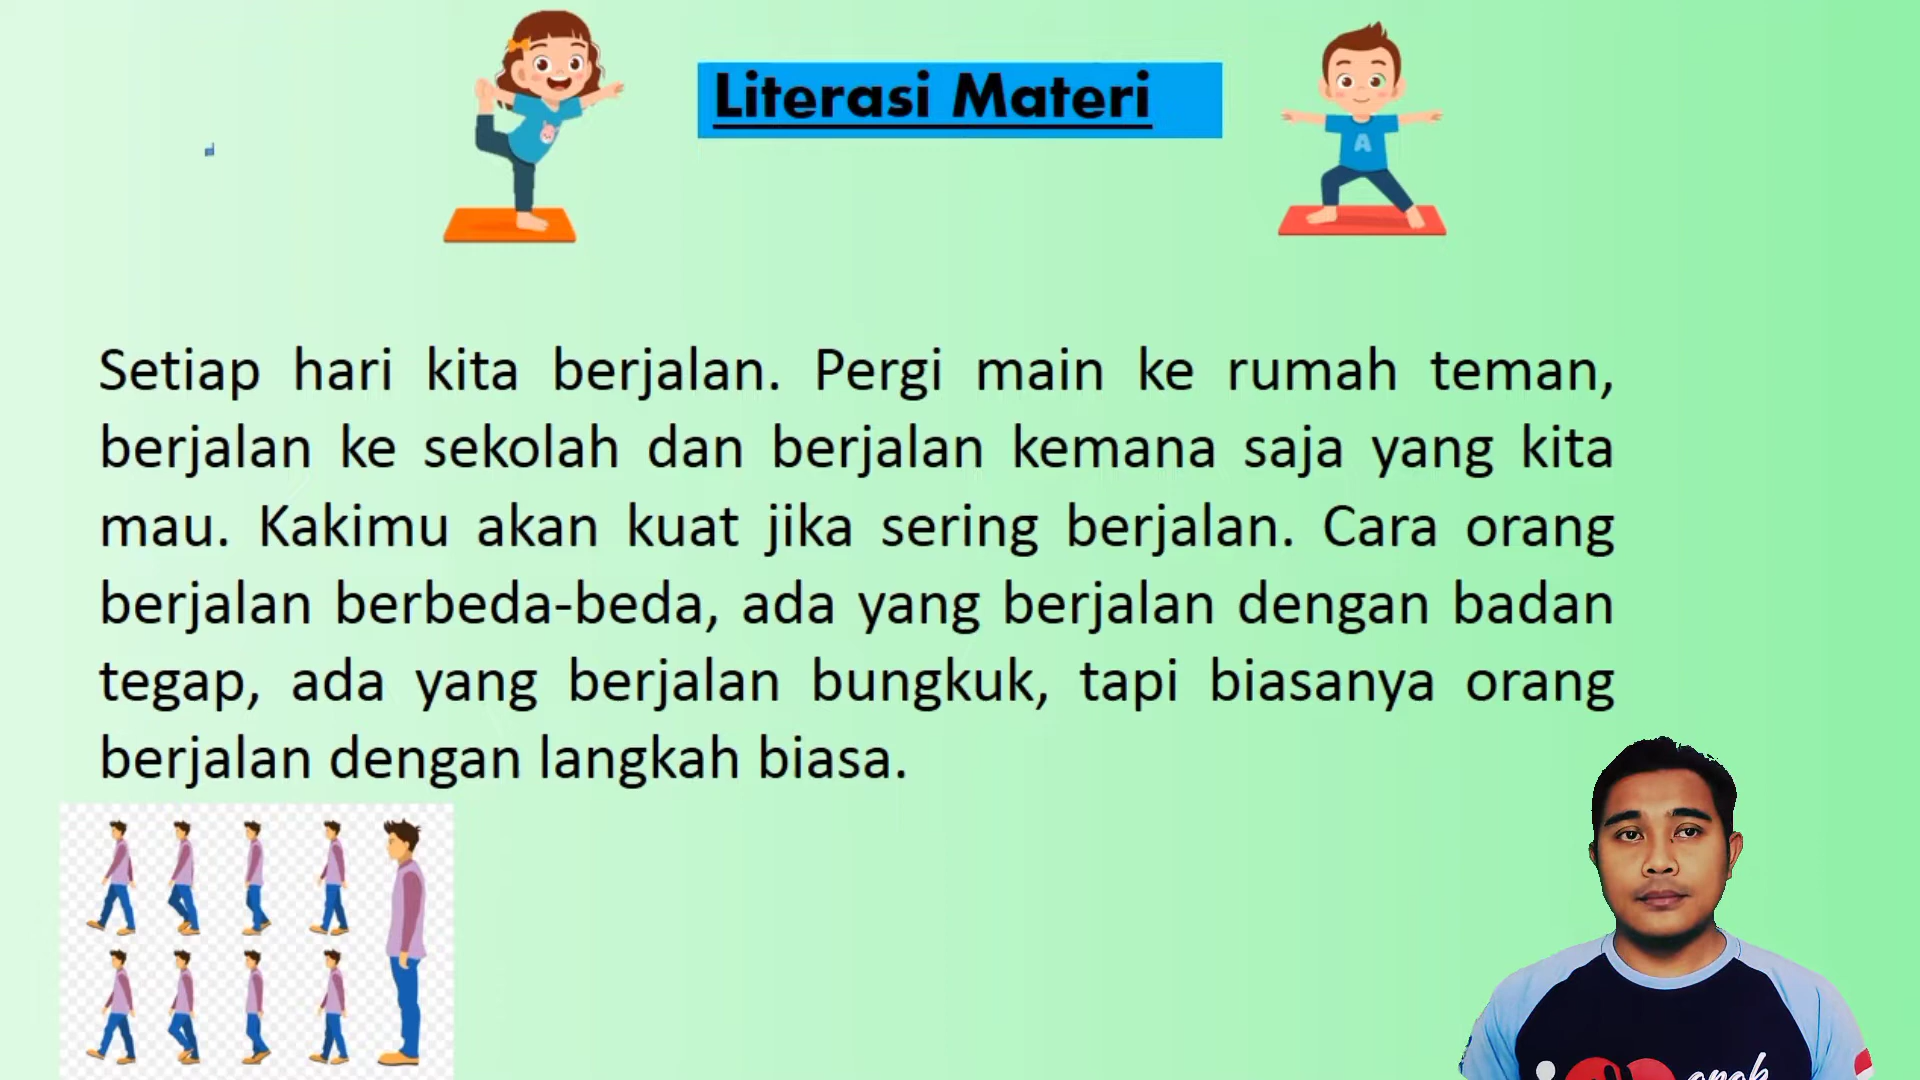 Literasi Materi
A
Setiap hari kita berjalan. Pergi main ke rumah teman,
berjalan ke sekolah dan berjalan kemana saja yang kita
mau. Kakimu akan kuat jika sering berjalan. Cara orang
berjalan berbeda-beda, ada yang berjalan dengan badan
tegap, ada yang berjalan bungkuk, tapi biasanya orang
berjalan dengan langkah biasa.